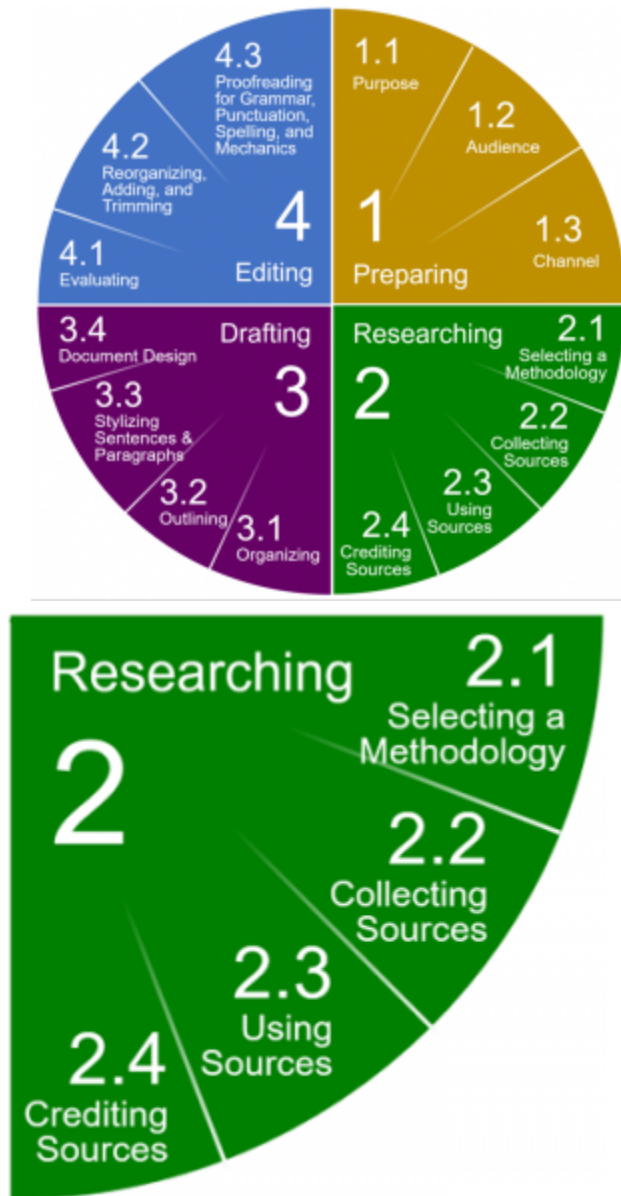 1.1
Purpose
1.2
Audience
1.3
Channel
1
Preparing
Researching
2
2.1
Selecting a
Methodology
2.2
Collecting
Sources
2.3
Using
Sources
2.4
Crediting
Sources
Drafting
3
3.1
Organizing
3.2
Outlining
3.3
Stylizing
Sentences &
Paragraphs
3.4
Document Design
4
Editing
4.1
Evaluating
4.2
Reorganizing,
Adding, and
Trimming
4.3
Proofreading
for Grammar,
Punctuation,
Spelling, and
Mechanics
Researching
2
2.1
Selecting a
Methodology
2.2
Collecting
Sources
2.3
Using
Sources
2.4
Crediting
Sources